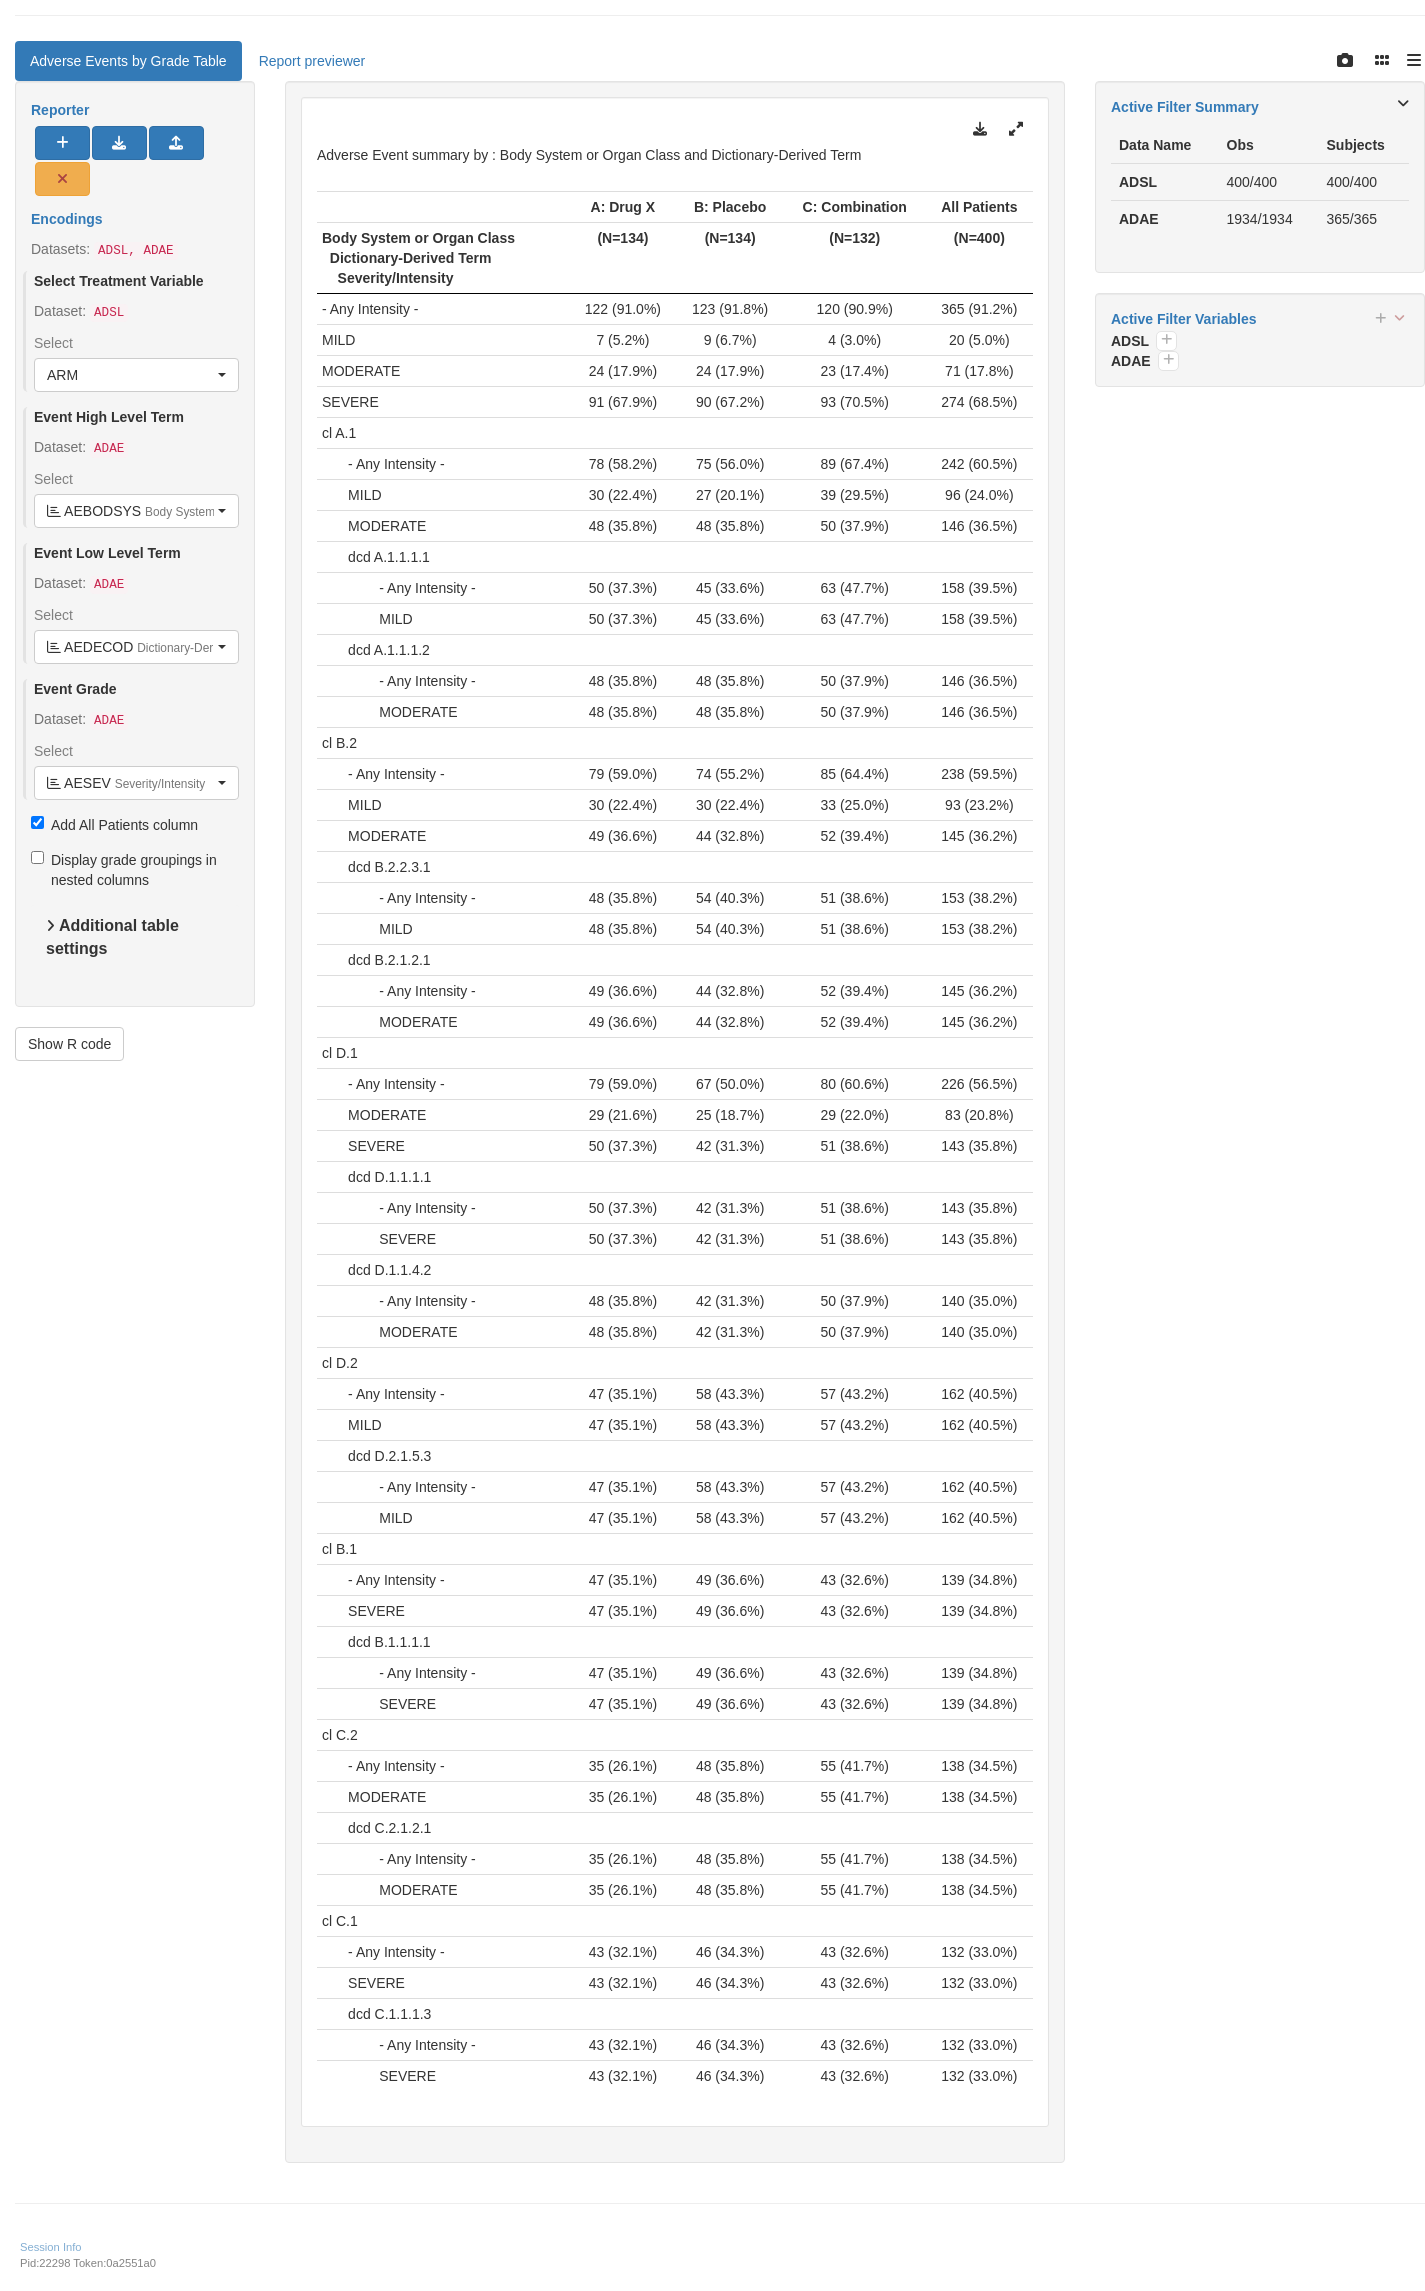 Adverse Events by Grade Table
Report previewer
Reporter
Encodings
Datasets: ADSL, ADAE
Select Treatment Variable
Dataset: ADSL
Select
ARM
Event High Level Term
Dataset: ADAE
Select
AEBODSYS Body System
Event Low Level Term
Dataset: ADAE
Select
AEDECOD Dictionary-Der
Event Grade
Dataset: ADAE
Select
AESEV Severity/Intensity
Add All Patients column
Display grade groupings in
nested columns
Additional table
settings
Show R code
Adverse Event summary by : Body System or Organ Class and Dictionary-Derived Term
A: Drug X B: Placebo C: Combination All Patients
Body System or Organ Class (N=134) (N=134) (N=132) (N=400)
Dictionary-Derived Term
Severity/Intensity
- Any Intensity - 122 (91.0%) 123 (91.8%) 120 (90.9%) 365 (91.2%)
MILD 7 (5.2%) 9 (6.7%) 4 (3.0%) 20 (5.0%)
MODERATE 24 (17.9%) 24 (17.9%) 23 (17.4%) 71 (17.8%)
SEVERE 91 (67.9%) 90 (67.2%) 93 (70.5%) 274 (68.5%)
cl A.1
- Any Intensity - 78 (58.2%) 75 (56.0%) 89 (67.4%) 242 (60.5%)
MILD 30 (22.4%) 27 (20.1%) 39 (29.5%) 96 (24.0%)
MODERATE 48 (35.8%) 48 (35.8%) 50 (37.9%) 146 (36.5%)
dcd A.1.1.1.1
- Any Intensity - 50 (37.3%) 45 (33.6%) 63 (47.7%) 158 (39.5%)
MILD 50 (37.3%) 45 (33.6%) 63 (47.7%) 158 (39.5%)
dcd A.1.1.1.2
- Any Intensity - 48 (35.8%) 48 (35.8%) 50 (37.9%) 146 (36.5%)
MODERATE 48 (35.8%) 48 (35.8%) 50 (37.9%) 146 (36.5%)
cl B.2
- Any Intensity - 79 (59.0%) 74 (55.2%) 85 (64.4%) 238 (59.5%)
MILD 30 (22.4%) 30 (22.4%) 33 (25.0%) 93 (23.2%)
MODERATE 49 (36.6%) 44 (32.8%) 52 (39.4%) 145 (36.2%)
dcd B.2.2.3.1
- Any Intensity - 48 (35.8%) 54 (40.3%) 51 (38.6%) 153 (38.2%)
MILD 48 (35.8%) 54 (40.3%) 51 (38.6%) 153 (38.2%)
dcd B.2.1.2.1
- Any Intensity - 49 (36.6%) 44 (32.8%) 52 (39.4%) 145 (36.2%)
MODERATE 49 (36.6%) 44 (32.8%) 52 (39.4%) 145 (36.2%)
cl D.1
- Any Intensity - 79 (59.0%) 67 (50.0%) 80 (60.6%) 226 (56.5%)
MODERATE 29 (21.6%) 25 (18.7%) 29 (22.0%) 83 (20.8%)
SEVERE 50 (37.3%) 42 (31.3%) 51 (38.6%) 143 (35.8%)
dcd D.1.1.1.1
- Any Intensity - 50 (37.3%) 42 (31.3%) 51 (38.6%) 143 (35.8%)
SEVERE 50 (37.3%) 42 (31.3%) 51 (38.6%) 143 (35.8%)
dcd D.1.1.4.2
- Any Intensity - 48 (35.8%) 42 (31.3%) 50 (37.9%) 140 (35.0%)
MODERATE 48 (35.8%) 42 (31.3%) 50 (37.9%) 140 (35.0%)
cl D.2
- Any Intensity - 47 (35.1%) 58 (43.3%) 57 (43.2%) 162 (40.5%)
MILD 47 (35.1%) 58 (43.3%) 57 (43.2%) 162 (40.5%)
dcd D.2.1.5.3
- Any Intensity - 47 (35.1%) 58 (43.3%) 57 (43.2%) 162 (40.5%)
MILD 47 (35.1%) 58 (43.3%) 57 (43.2%) 162 (40.5%)
cl B.1
- Any Intensity - 47 (35.1%) 49 (36.6%) 43 (32.6%) 139 (34.8%)
SEVERE 47 (35.1%) 49 (36.6%) 43 (32.6%) 139 (34.8%)
dcd B.1.1.1.1
- Any Intensity - 47 (35.1%) 49 (36.6%) 43 (32.6%) 139 (34.8%)
SEVERE 47 (35.1%) 49 (36.6%) 43 (32.6%) 139 (34.8%)
cl C.2
- Any Intensity - 35 (26.1%) 48 (35.8%) 55 (41.7%) 138 (34.5%)
MODERATE 35 (26.1%) 48 (35.8%) 55 (41.7%) 138 (34.5%)
dcd C.2.1.2.1
- Any Intensity - 35 (26.1%) 48 (35.8%) 55 (41.7%) 138 (34.5%)
MODERATE 35 (26.1%) 48 (35.8%) 55 (41.7%) 138 (34.5%)
cl C.1
- Any Intensity - 43 (32.1%) 46 (34.3%) 43 (32.6%) 132 (33.0%)
SEVERE 43 (32.1%) 46 (34.3%) 43 (32.6%) 132 (33.0%)
dcd C.1.1.1.3
- Any Intensity - 43 (32.1%) 46 (34.3%) 43 (32.6%) 132 (33.0%)
SEVERE 43 (32.1%) 46 (34.3%) 43 (32.6%) 132 (33.0%)
Active Filter Summary
Data Name Obs Subjects
ADSL 400/400 400/400
ADAE 1934/1934 365/365
Active Filter Variables
ADSL
ADAE
Session Info
Pid:22298 Token:0a2551a0